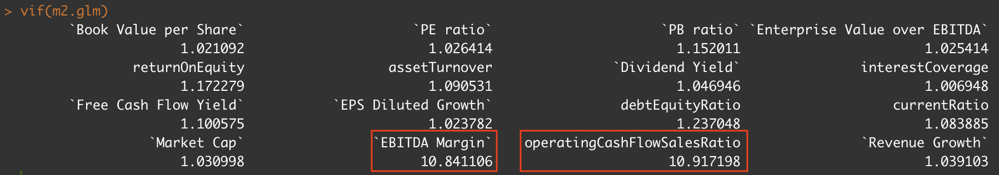 > vif(m2.glm)
`Book Value per Share` `PE ratio` `PB ratio` `Enterprise Value over EBITDA`
1.021092 1.026414 1.152011 1.025414
returnOnEquity assetTurnover `Dividend Yield` interestCoverage
1.172279 1.090531 1.046946 1.006948
`Free Cash Flow Yield` `EPS Diluted Growth` debtEquityRatio currentRatio
1.100575 1.023782 1.237048 1.083885
`Market Cap` `EBITDA Margin` operatingCashFlowSalesRatio `Revenue Growth`
1.030998 10.841106 10.917198 1.039103